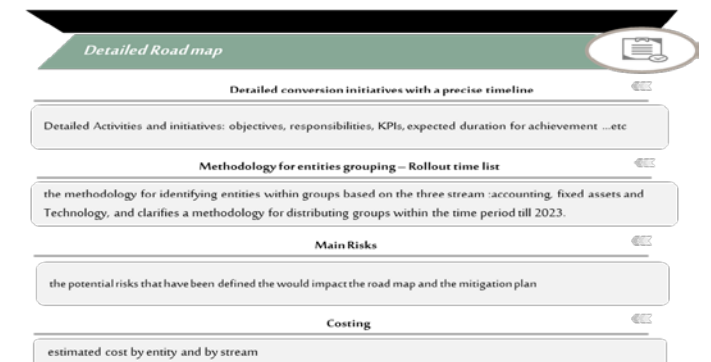 Detailed Road map
Detailed conversion initiatives with a precise timeline
Detailed Activities and initiatives: objectives, responsibilities, KPIs, expected duration for achievement ...etc
Methodology for entities grouping – Rollout time list
the methodology for identifying entities within groups based on the three stream :accounting, fixed assets and
Technology, and clarifies a methodology for distributing groups within the time period till 2023.
Main Risks
the potential risks that have been defined the would impact the road map and the mitigation plan
Costing
estimated cost by entity and by stream